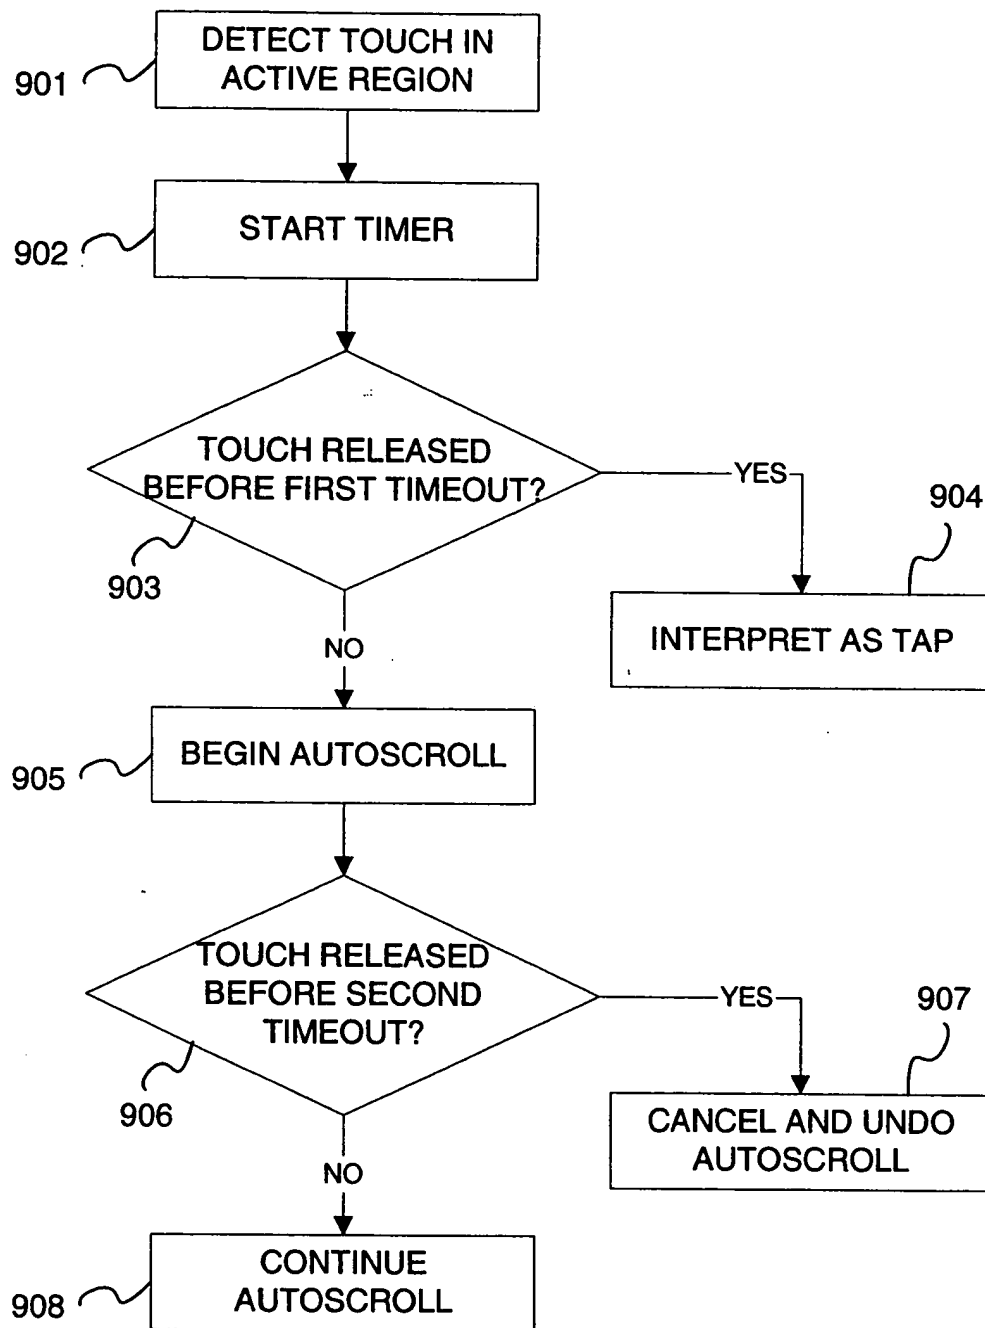 DETECT TOUCH IN
ACTIVE REGION
901
START TIMER
902
TOUCH RELEASED
BEFORE FIRST TIMEOUT?
YES
903
904
INTERPRET AS TAP
NO
BEGIN AUTOSCROLL
905
TOUCH RELEASED
BEFORE SECOND
TIMEOUT?
YES
906
907
CANCEL AND UNDO
AUTOSCROLL
NO
CONTINUE
AUTOSCROLL
908